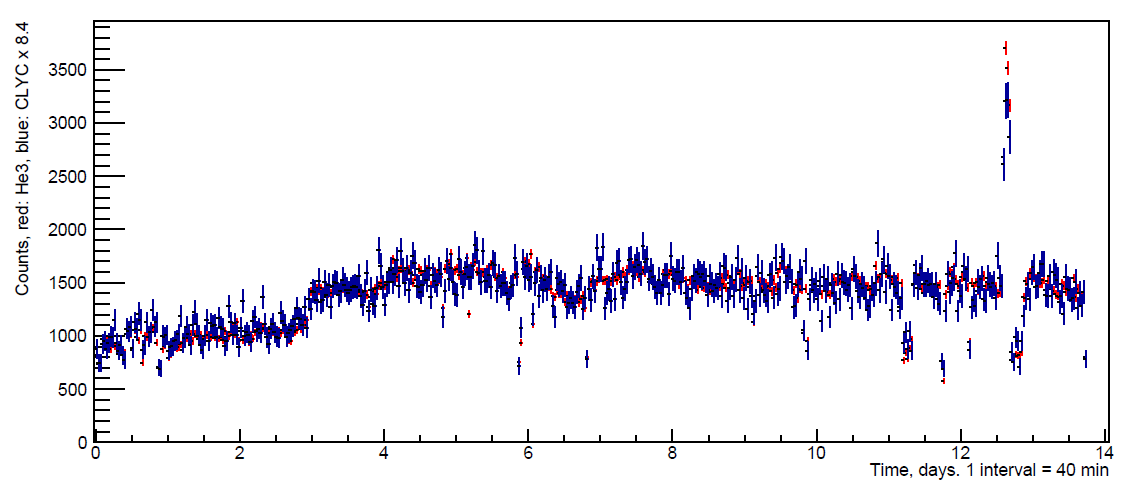 Counts, red: He3, blue: CLYC x 8.4
3500
3000
2500
2000
1500
1000
500
0
0 2 4 6 8 10 12 14
Time, days. 1 interval = 40 min